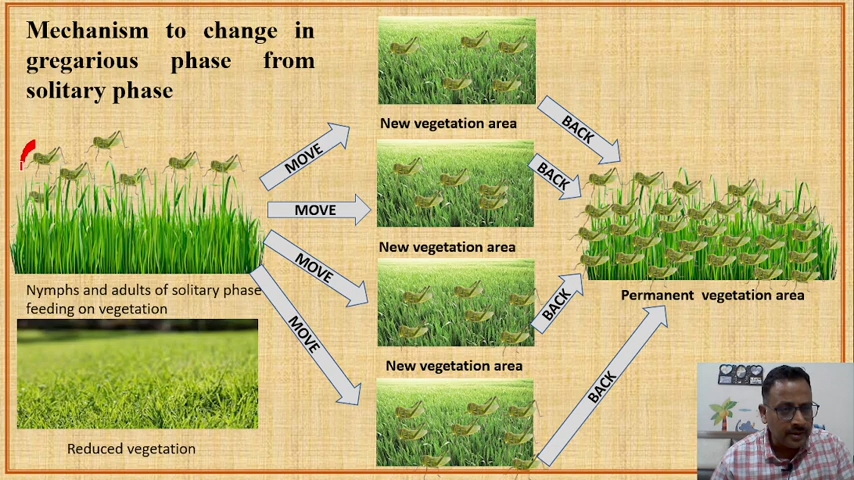 Mechanism to change in
gregarious phase from
solitary phase
MOVE
MOVE
MOVE
MOVE
New vegetation area
New vegetation area
New vegetation area
BACK
BACK
BACK
BACK
Nymphs and adults of solitary phase
feeding on vegetation
Reduced vegetation
Permanent vegetation area